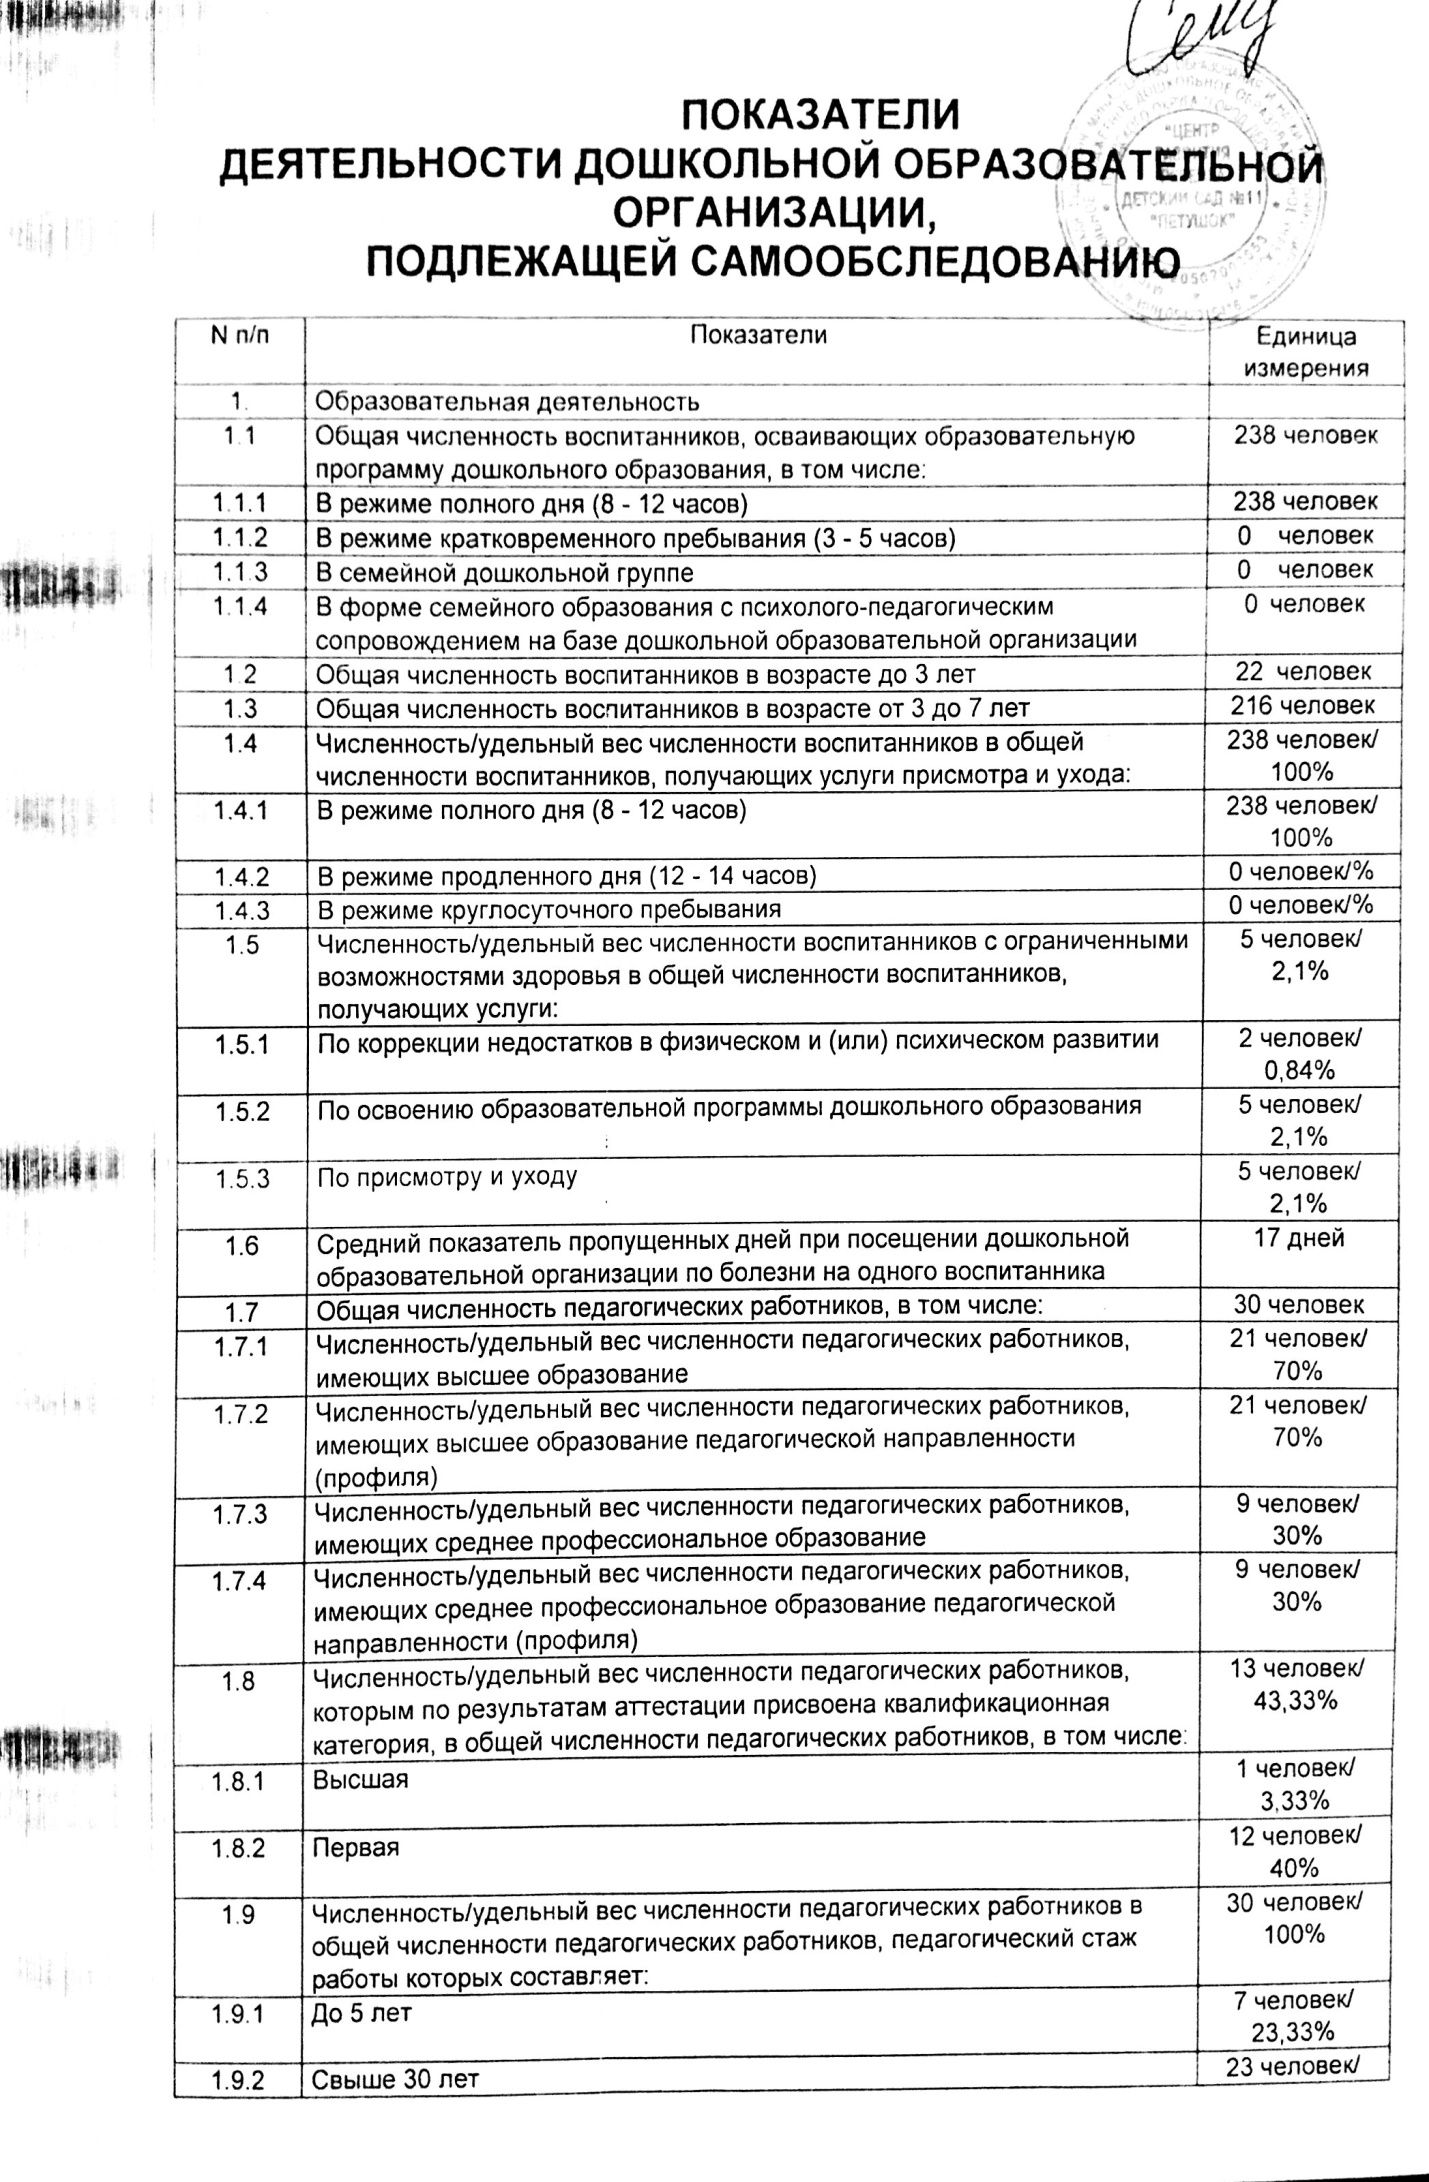 ПОКАЗАТЕЛИ
ДЕЯТЕЛЬНОСТИ ДОШКОЛЬНОЙ ОБРАЗОВАТЕЛЬНОЙ
ОРГАНИЗАЦИИ,
ПОДЛЕЖАЩЕЙ САМООБСЛЕДОВАНИЮ
"ЦЕНТР
РАЗВИТИЯ
ДЕТСКИЙ САД №11
"ПЕТУШОК"
N п/п Показатели Единица
измерения
1. Образовательная деятельность
1.1 Общая численность воспитанников, осваивающих образовательную 238 человек
программу дошкольного образования, в том числе:
1.1.1 В режиме полного дня (8 - 12 часов) 238 человек
1.1.2 В режиме кратковременного пребывания (3 - 5 часов) 0 человек
1.1.3 В семейной дошкольной группе 0 человек
1.1.4 В форме семейного образования с психолого-педагогическим 0 человек
сопровождением на базе дошкольной образовательной организации
1.2 Общая численность воспитанников в возрасте до 3 лет 22 человек
1.3 Общая численность воспитанников в возрасте от 3 до 7 лет 216 человек
1.4 Численность/удельный вес численности воспитанников в общей 238 человек/
численности воспитанников, получающих услуги присмотра и ухода: 100%
1.4.1 В режиме полного дня (8 - 12 часов) 238 человек/
100%
1.4.2 В режиме продленного дня (12 - 14 часов) 0 человек/%
1.4.3 В режиме круглосуточного пребывания 0 человек/%
1.5 Численность/удельный вес численности воспитанников с ограниченными 5 человек/
возможностями здоровья в общей численности воспитанников, 2,1%
получающих услуги:
1.5.1 По коррекции недостатков в физическом и (или) психическом развитии 2 человек/
0,84%
1.5.2 По освоению образовательной программы дошкольного образования 5 человек/
2,1%
1.5.3 По присмотру и уходу 5 человек/
2,1%
1.6 Средний показатель пропущенных дней при посещении дошкольной 17 дней
образовательной организации по болезни на одного воспитанника
1.7 Общая численность педагогических работников, в том числе: 30 человек
1.7.1 Численность/удельный вес численности педагогических работников, 21 человек/
имеющих высшее образование 70%
1.7.2 Численность/удельный вес численности педагогических работников, 21 человек/
имеющих высшее образование педагогической направленности 70%
(профиля)
1.7.3 Численность/удельный вес численности педагогических работников, 9 человек/
имеющих среднее профессиональное образование 30%
1.7.4 Численность/удельный вес численности педагогических работников, 9 человек/
имеющих среднее профессиональное образование педагогической 30%
направленности (профиля)
1.8 Численность/удельный вес численности педагогических работников, 13 человек/
которым по результатам аттестации присвоена квалификационная 43,33%
категория, в общей численности педагогических работников, в том числе:
1.8.1 Высшая 1 человек/
3,33%
1.8.2 Первая 12 человек/
40%
1.9 Численность/удельный вес численности педагогических работников в 30 человек/
общей численности педагогических работников, педагогический стаж 100%
работы которых составляет:
1.9.1 До 5 лет 7 человек/
23,33%
1.9.2 Свыше 30 лет 23 человек/